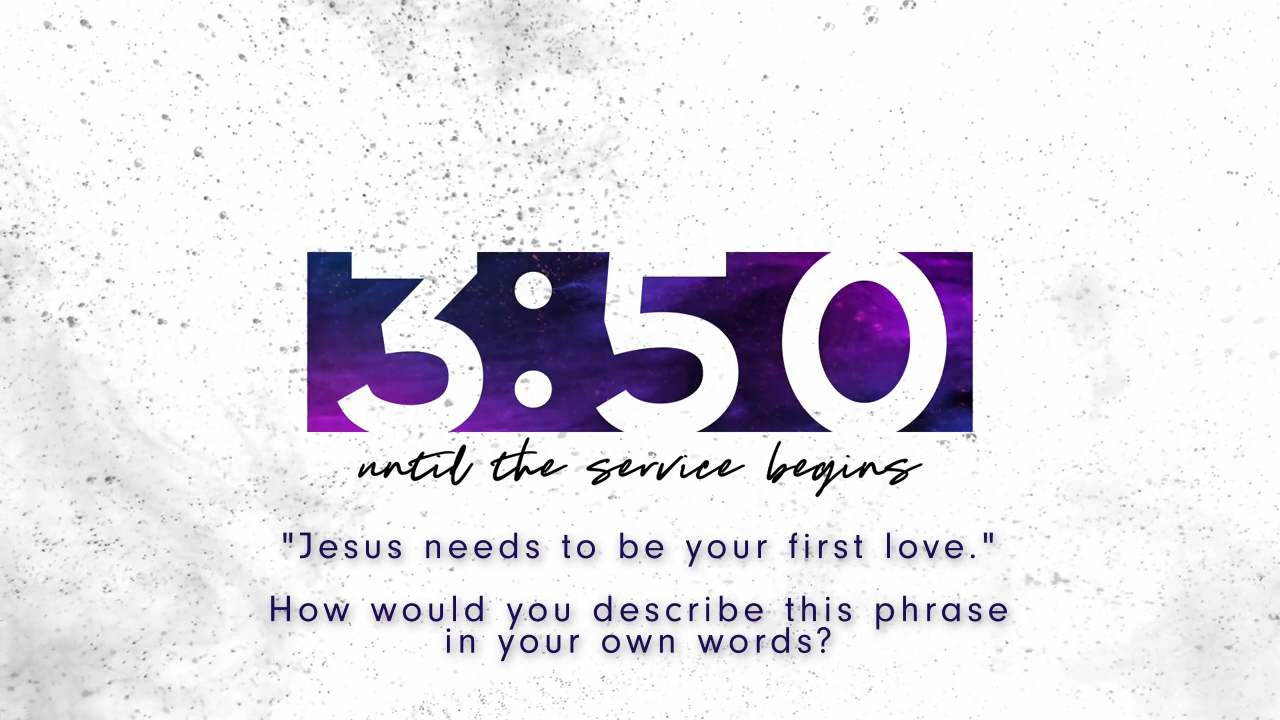 3:50
until the service begins
"Jesus needs to be your first love."
How would you describe this phrase
in your own words?